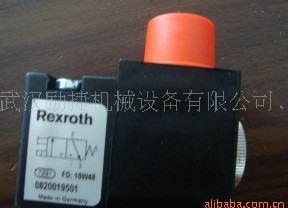 武汉励捷机械设备有限公司
Rexroth
FD: 18W48
0820019501
Made in Germany
alibaba.com.cn